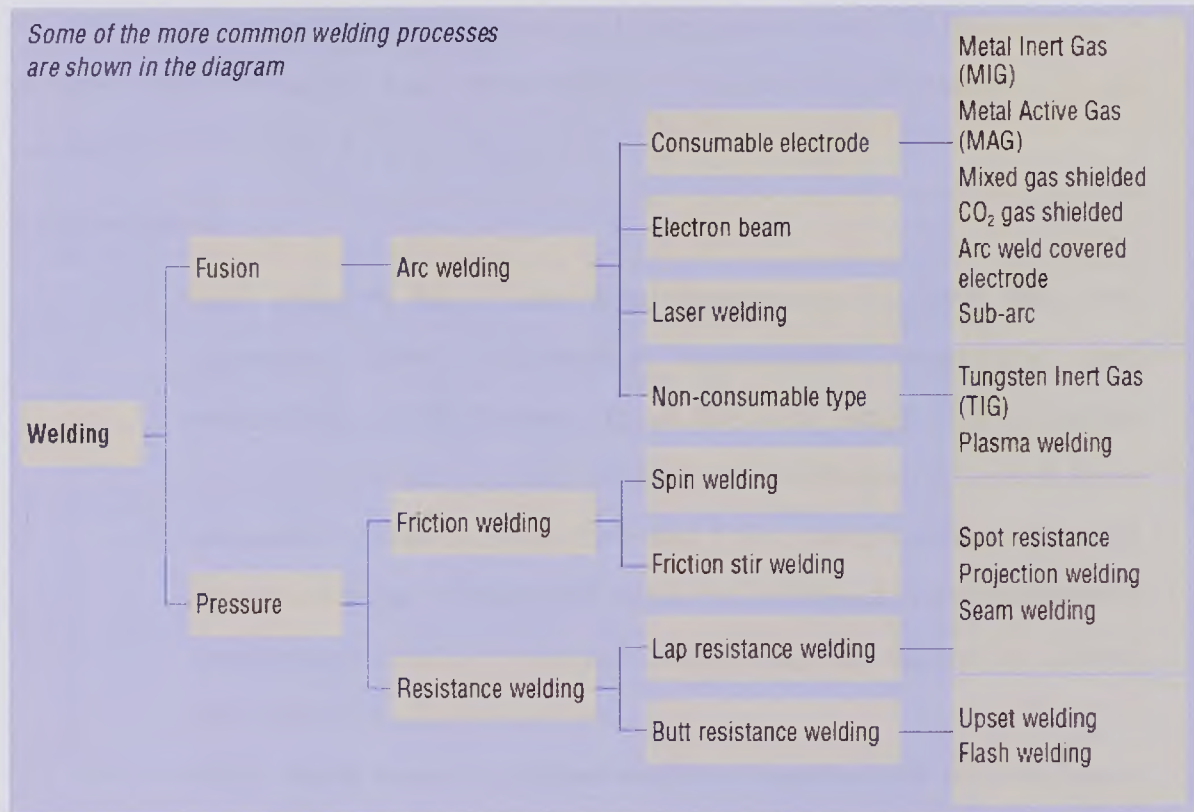 Some of the more common welding processes
are shown in the diagram
Welding
Fusion
Pressure
Arc welding
Friction welding
Resistance welding
Consumable electrode
Electron beam
Laser welding
Non-consumable type
Spin welding
Friction stir welding
Lap resistance welding
Butt resistance welding
Metal Inert Gas
(MIG)
Metal Active Gas
(MAG)
Mixed gas shielded
CO₂ gas shielded
Arc weld covered
electrode
Sub-arc
Tungsten Inert Gas
(TIG)
Plasma welding
Spot resistance
Projection welding
Seam welding
Upset welding
Flash welding